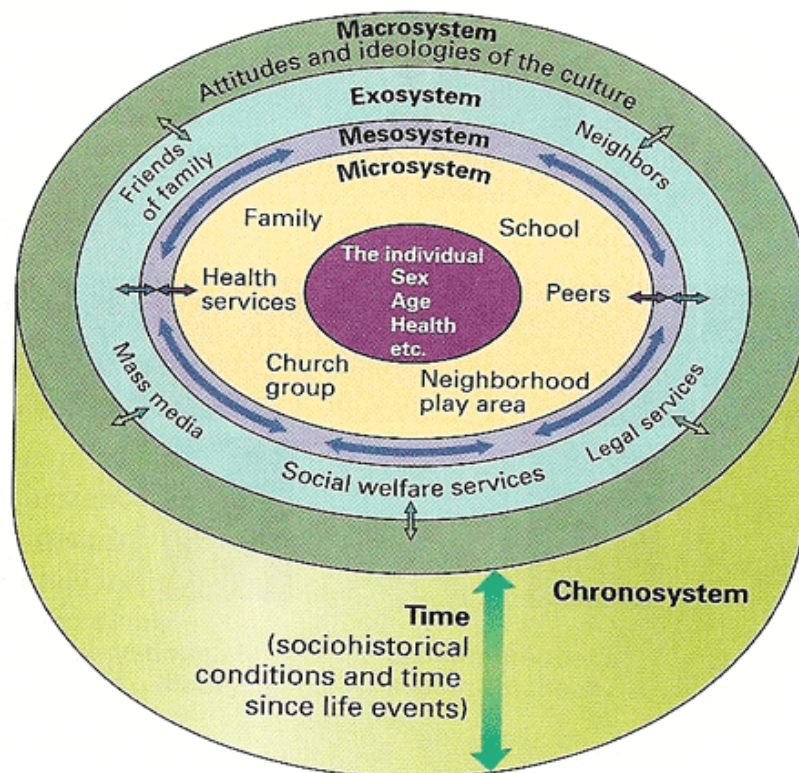 Macrosystem
Attitudes and ideologies of the culture
Exosystem
Mesosystem
Microsystem
Friends
of family
Neighbors
Family
School
The individual
Sex
Age
Health
etc.
Health
services
Peers
Church
group
Neighborhood
play area
Mass media
Legal services
Social welfare services
Chronosystem
Time
(sociohistorical
conditions and time
since life events)